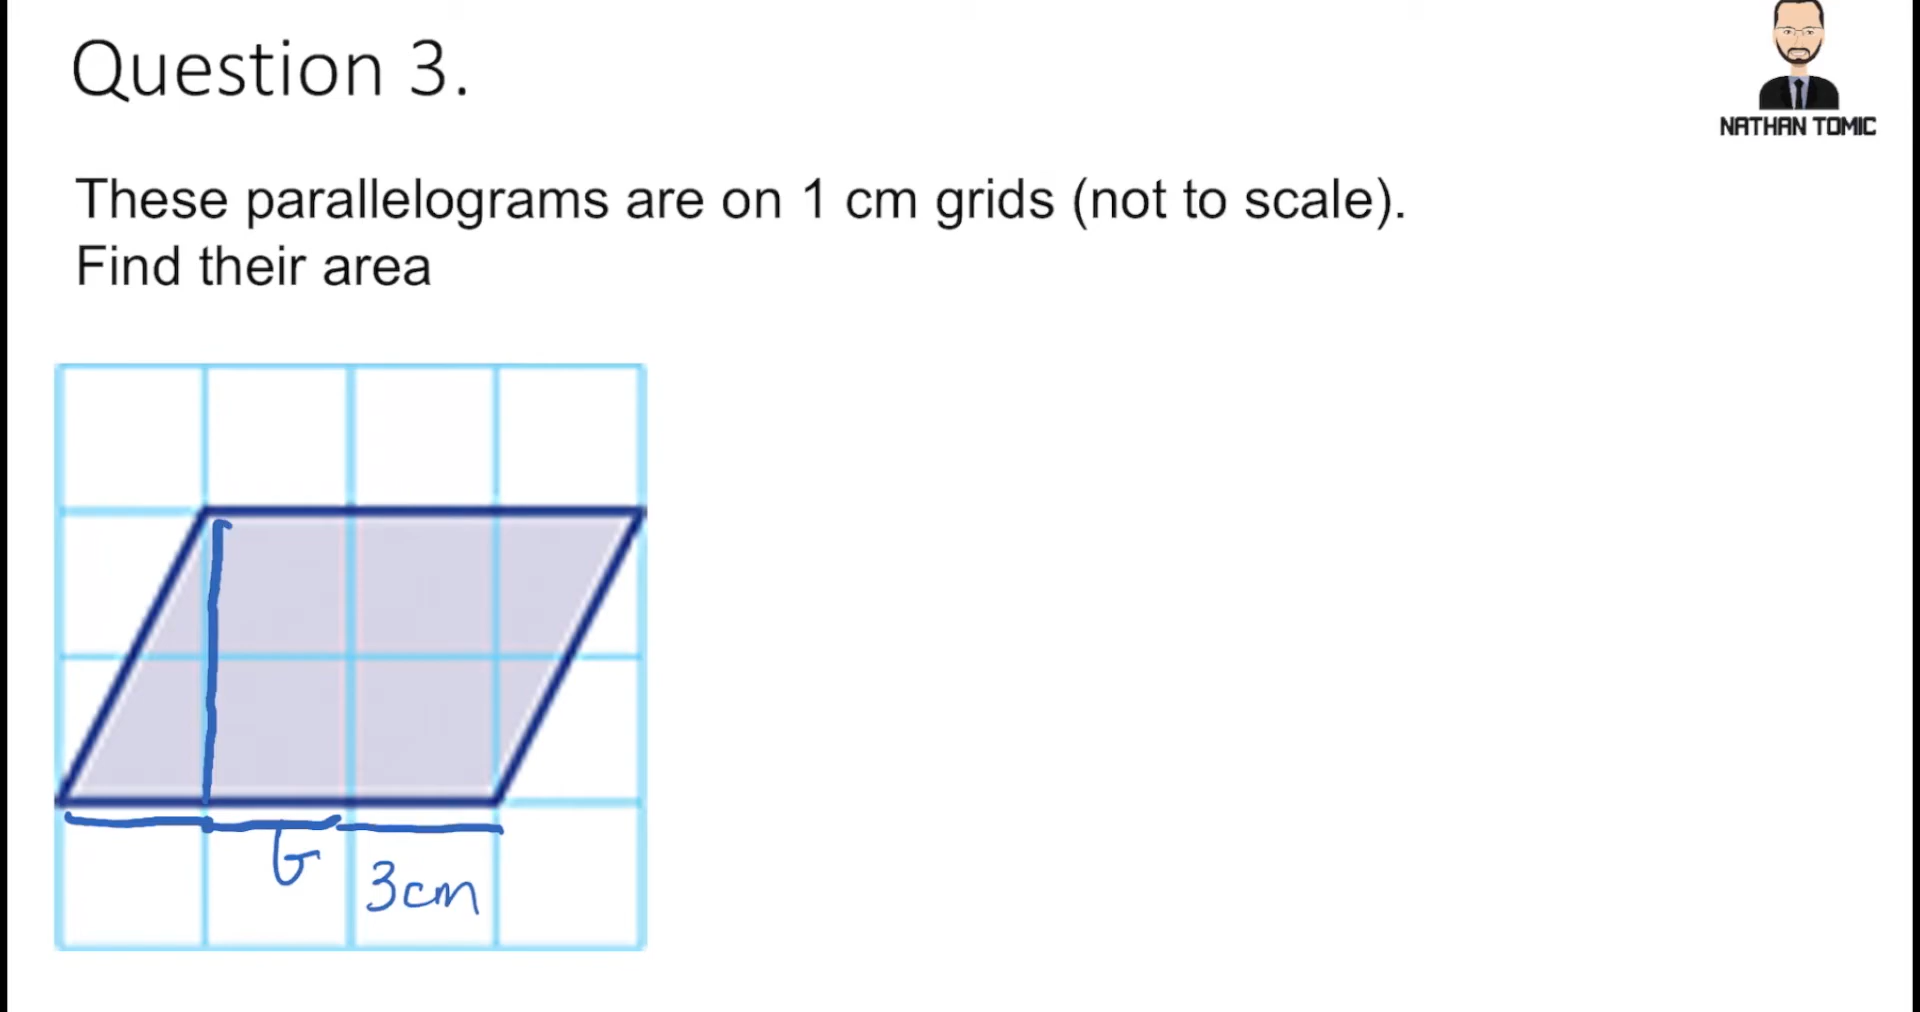 Question 3.
NATHAN TOMIC
These parallelograms are on 1 cm grids (not to scale).
Find their area
b
3cm